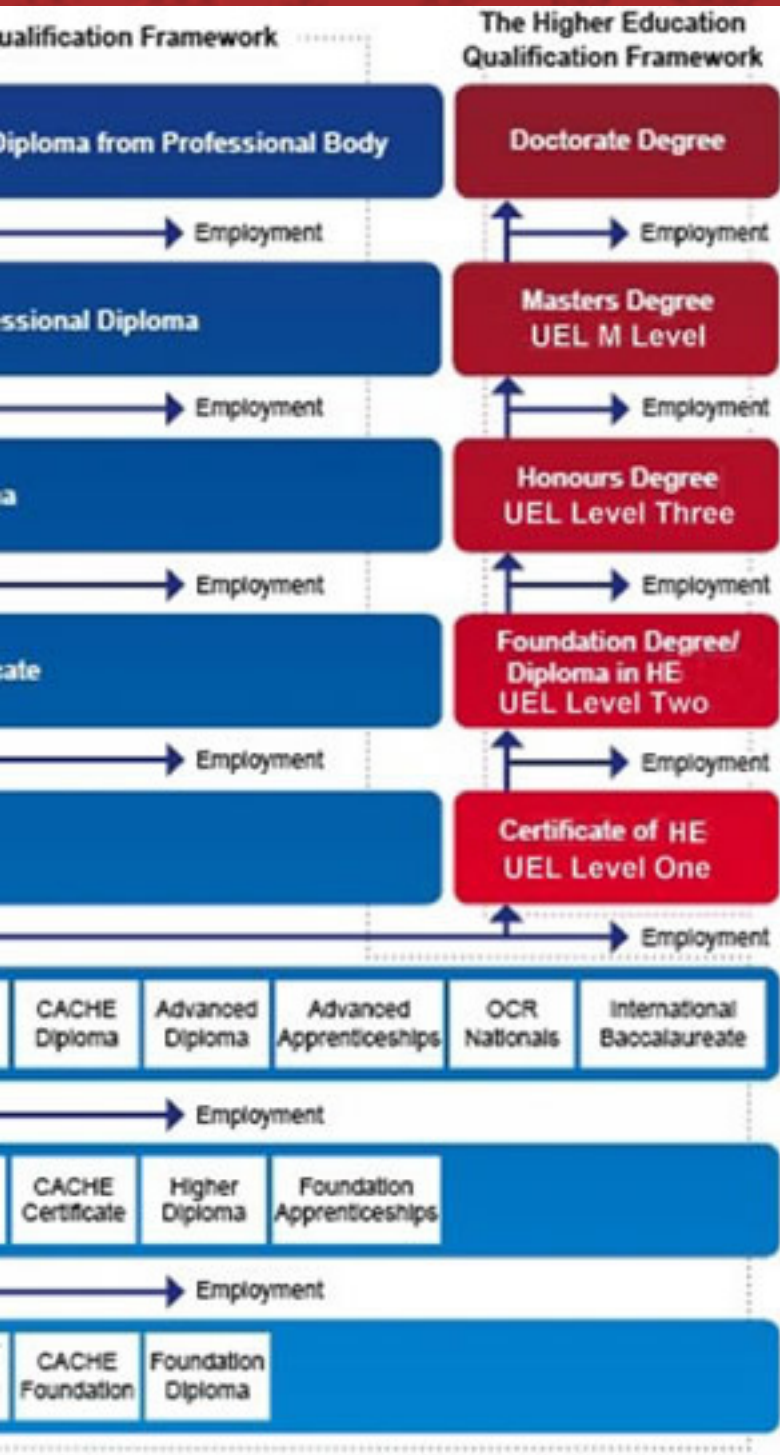 ualification Framework
The Higher Education
Qualification Framework
Diploma from Professional Body
Doctorate Degree
Employment
Employment
essional Diploma
Masters Degree
UEL M Level
Employment
Employment
na
Honours Degree
UEL Level Three
Employment
Employment
cate
Foundation Degree/
Diploma in HE
UEL Level Two
Employment
Employment
Certificate of HE
UEL Level One
Employment
CACHE
Diploma
Advanced
Diploma
Advanced
Apprenticeships
OCR
Nationals
International
Baccalaureate
Employment
CACHE
Certificate
Higher
Diploma
Foundation
Apprenticeships
Employment
CACHE
Foundation
Foundation
Diploma